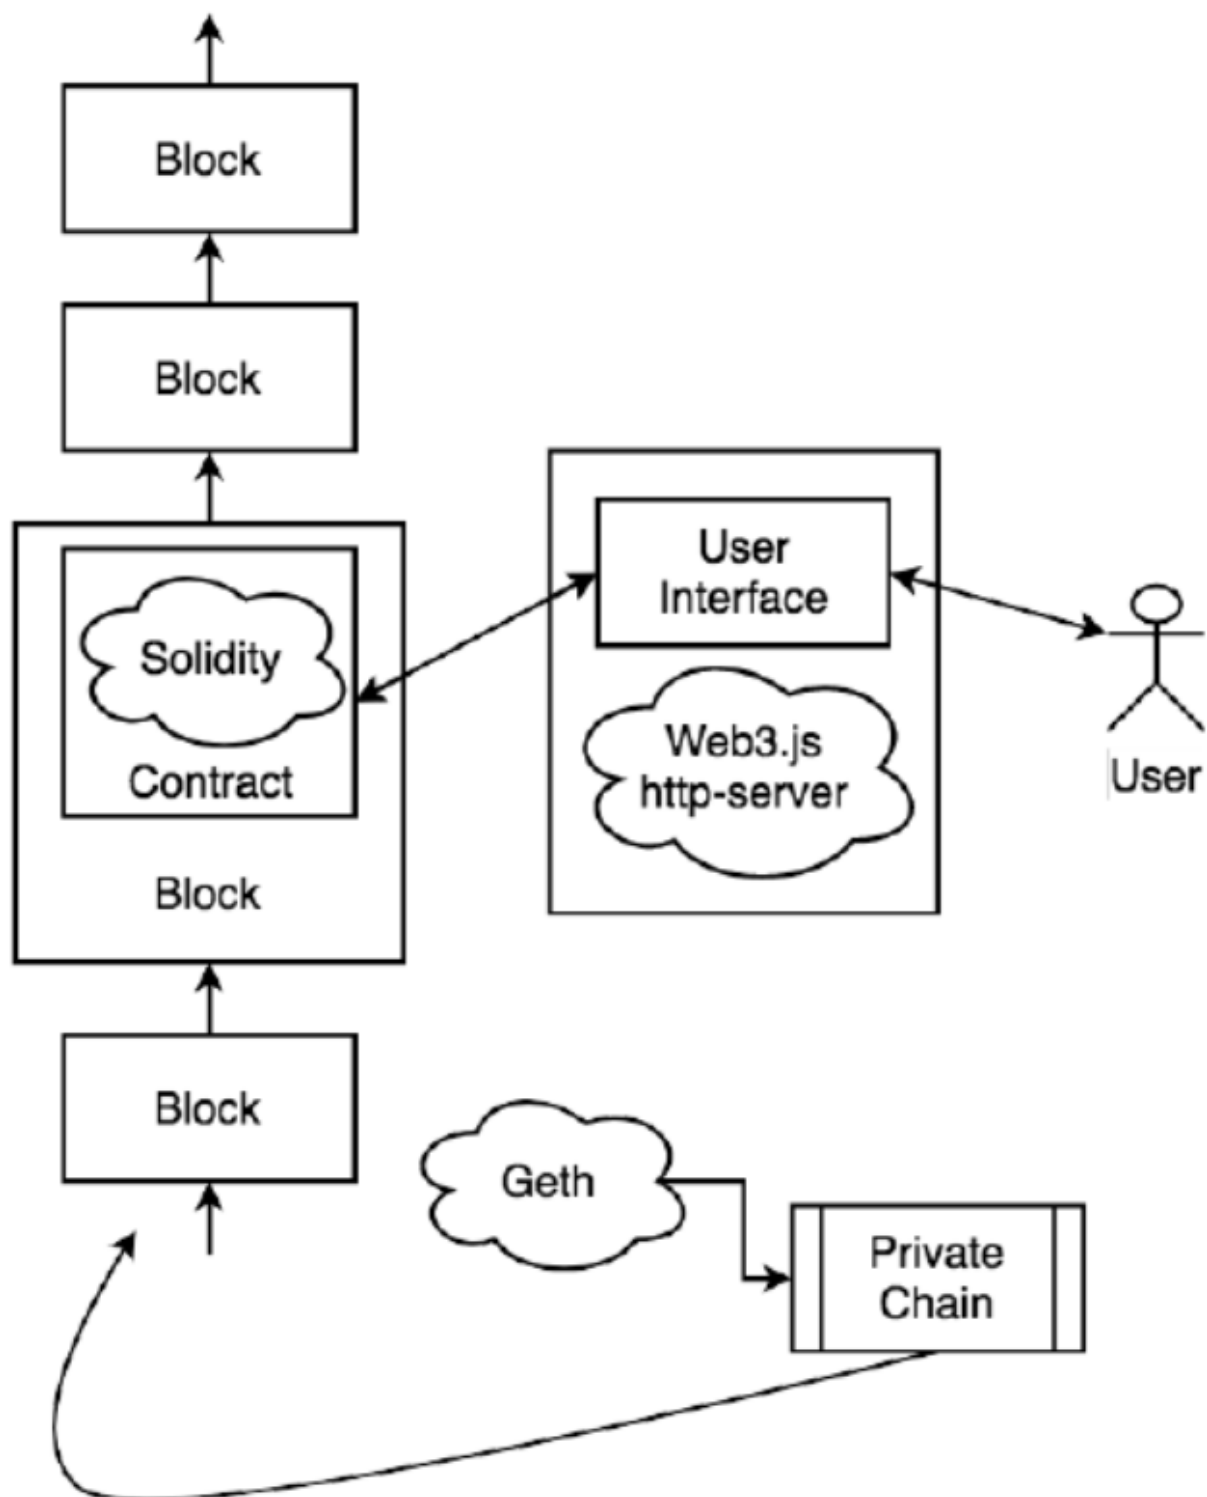 Block
Block
Solidity
Contract
Block
User
Interface
Web3.js
http-server
User
Block
Geth
Private
Chain